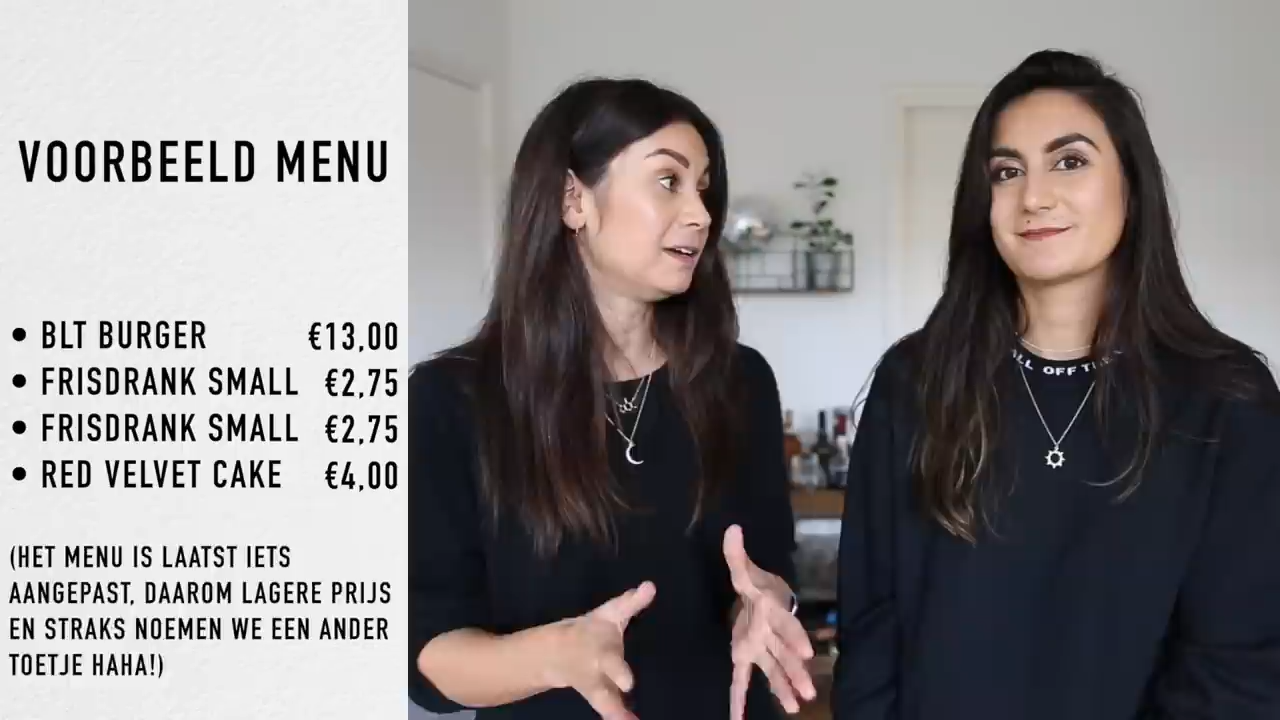 VOORBEELD MENU
• BLT BURGER €13,00
• FRISDRANK SMALL €2,75
• FRISDRANK SMALL €2,75
• RED VELVET CAKE €4,00
(HET MENU IS LAATST IETS
AANGEPAST, DAAROM LAGERE PRIJS
EN STRAKS NOEMEN WE EEN ANDER
TOETJE HAHA!)
OFF